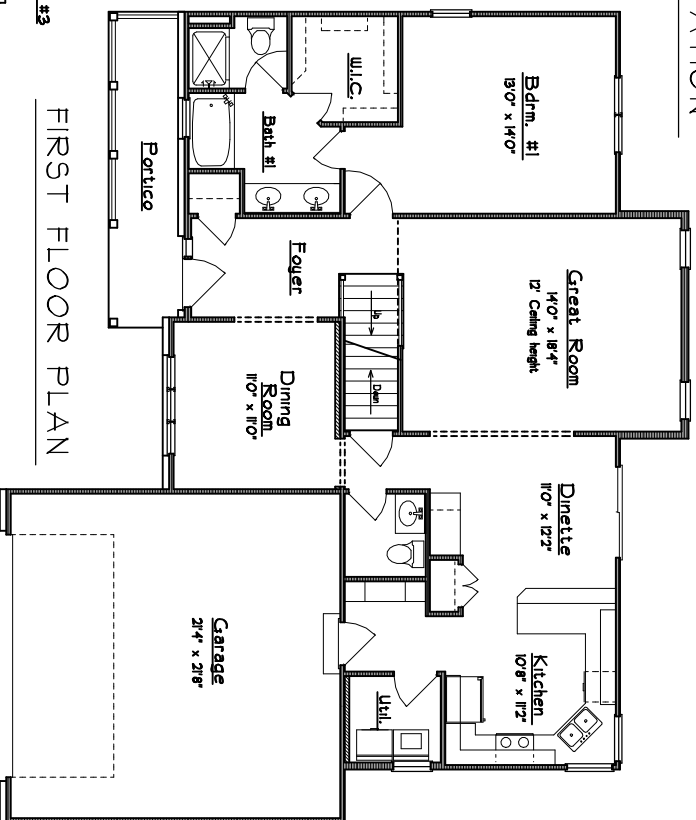 #3
Bdrm. #1
13'0" x 14'0"
W.I.C.
Bath #1
Portico
Great Room
14'0" x 18'4"
12' Ceiling height
Foyer
Up
Down
Dining
Room
11'0" x 11'0"
Dinette
11'0" x 12'2"
Kitchen
10'8" x 11'2"
Util.
Garage
21'4" x 21'8"
FIRST FLOOR PLAN